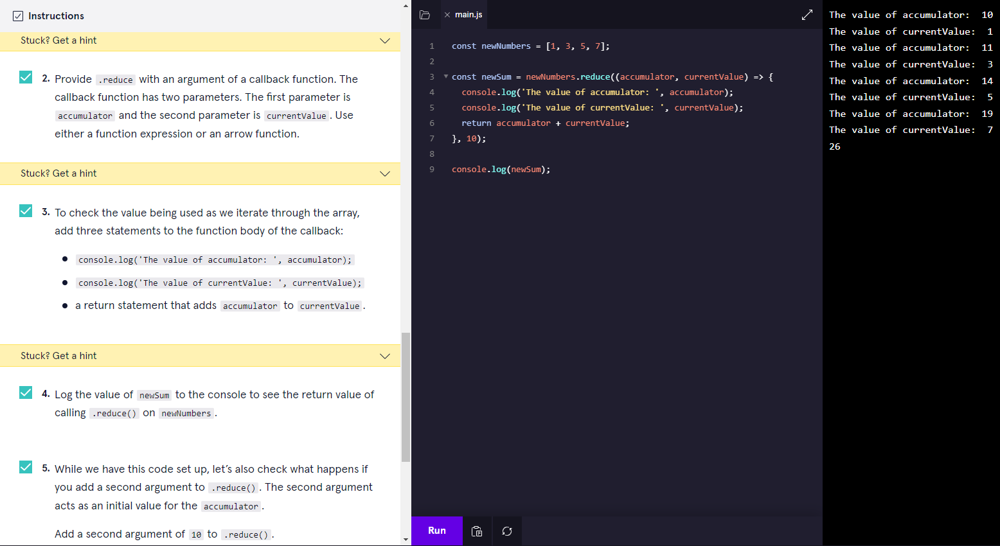 Instructions
Stuck? Get a hint
2. Provide .reduce with an argument of a callback function. The
callback function has two parameters. The first parameter is
accumulator and the second parameter is currentValue. Use
either a function expression or an arrow function.
Stuck? Get a hint
3. To check the value being used as we iterate through the array,
add three statements to the function body of the callback:
console.log('The value of accumulator: ', accumulator);
console.log('The value of currentValue: ', currentValue);
a return statement that adds accumulator to currentValue.
Stuck? Get a hint
4. Log the value of newSum to the console to see the return value of
calling .reduce() on newNumbers.
5. While we have this code set up, let’s also check what happens if
you add a second argument to .reduce(). The second argument
acts as an initial value for the accumulator.
Add a second argument of 10 to .reduce().
main.js
1 const newNumbers = [1, 3, 5, 7];
2
3 const newSum = newNumbers.reduce((accumulator, currentValue) => {
4 console.log('The value of accumulator: ', accumulator);
5 console.log('The value of currentValue: ', currentValue);
6 return accumulator + currentValue;
7 }, 10);
8
9 console.log(newSum);
Run
The value of accumulator:  10
The value of currentValue:  1
The value of accumulator:  11
The value of currentValue:  3
The value of accumulator:  14
The value of currentValue:  5
The value of accumulator:  19
The value of currentValue:  7
26